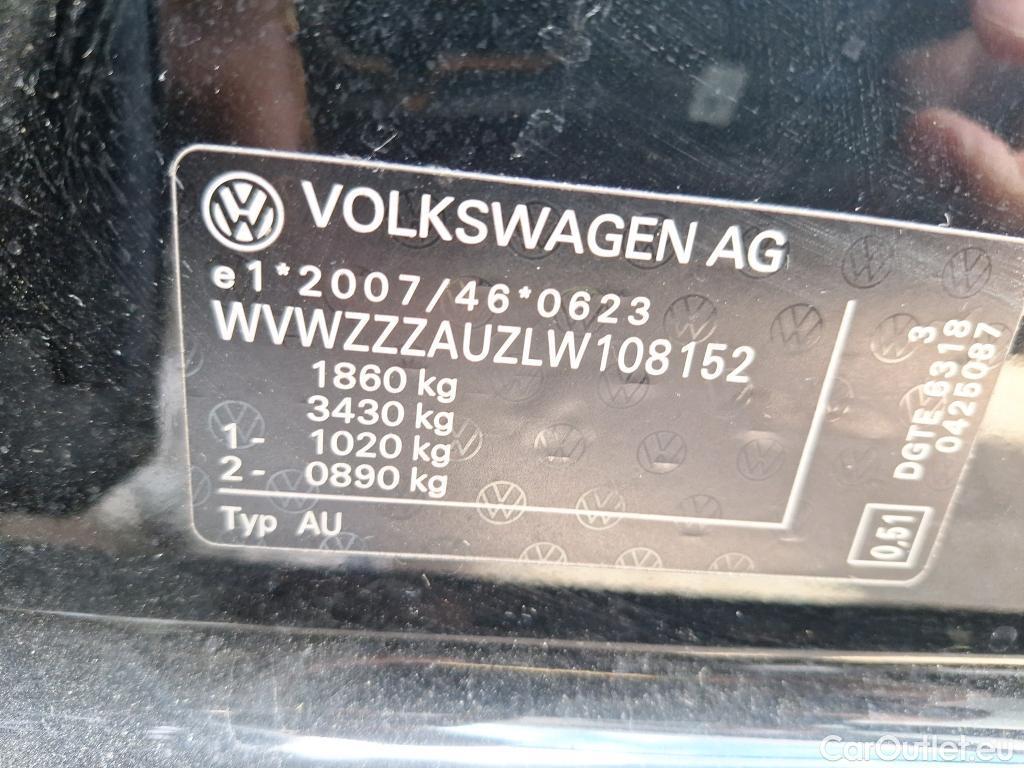 VOLKSWAGEN AG
e1*2007/46*0623
WVWZZZAUZLW108152
1860 kg
3430 kg
1- 1020 kg
2- 0890 kg
Typ AU
3
DGTE 6318
0425087
0,51
CarOutlet.eu